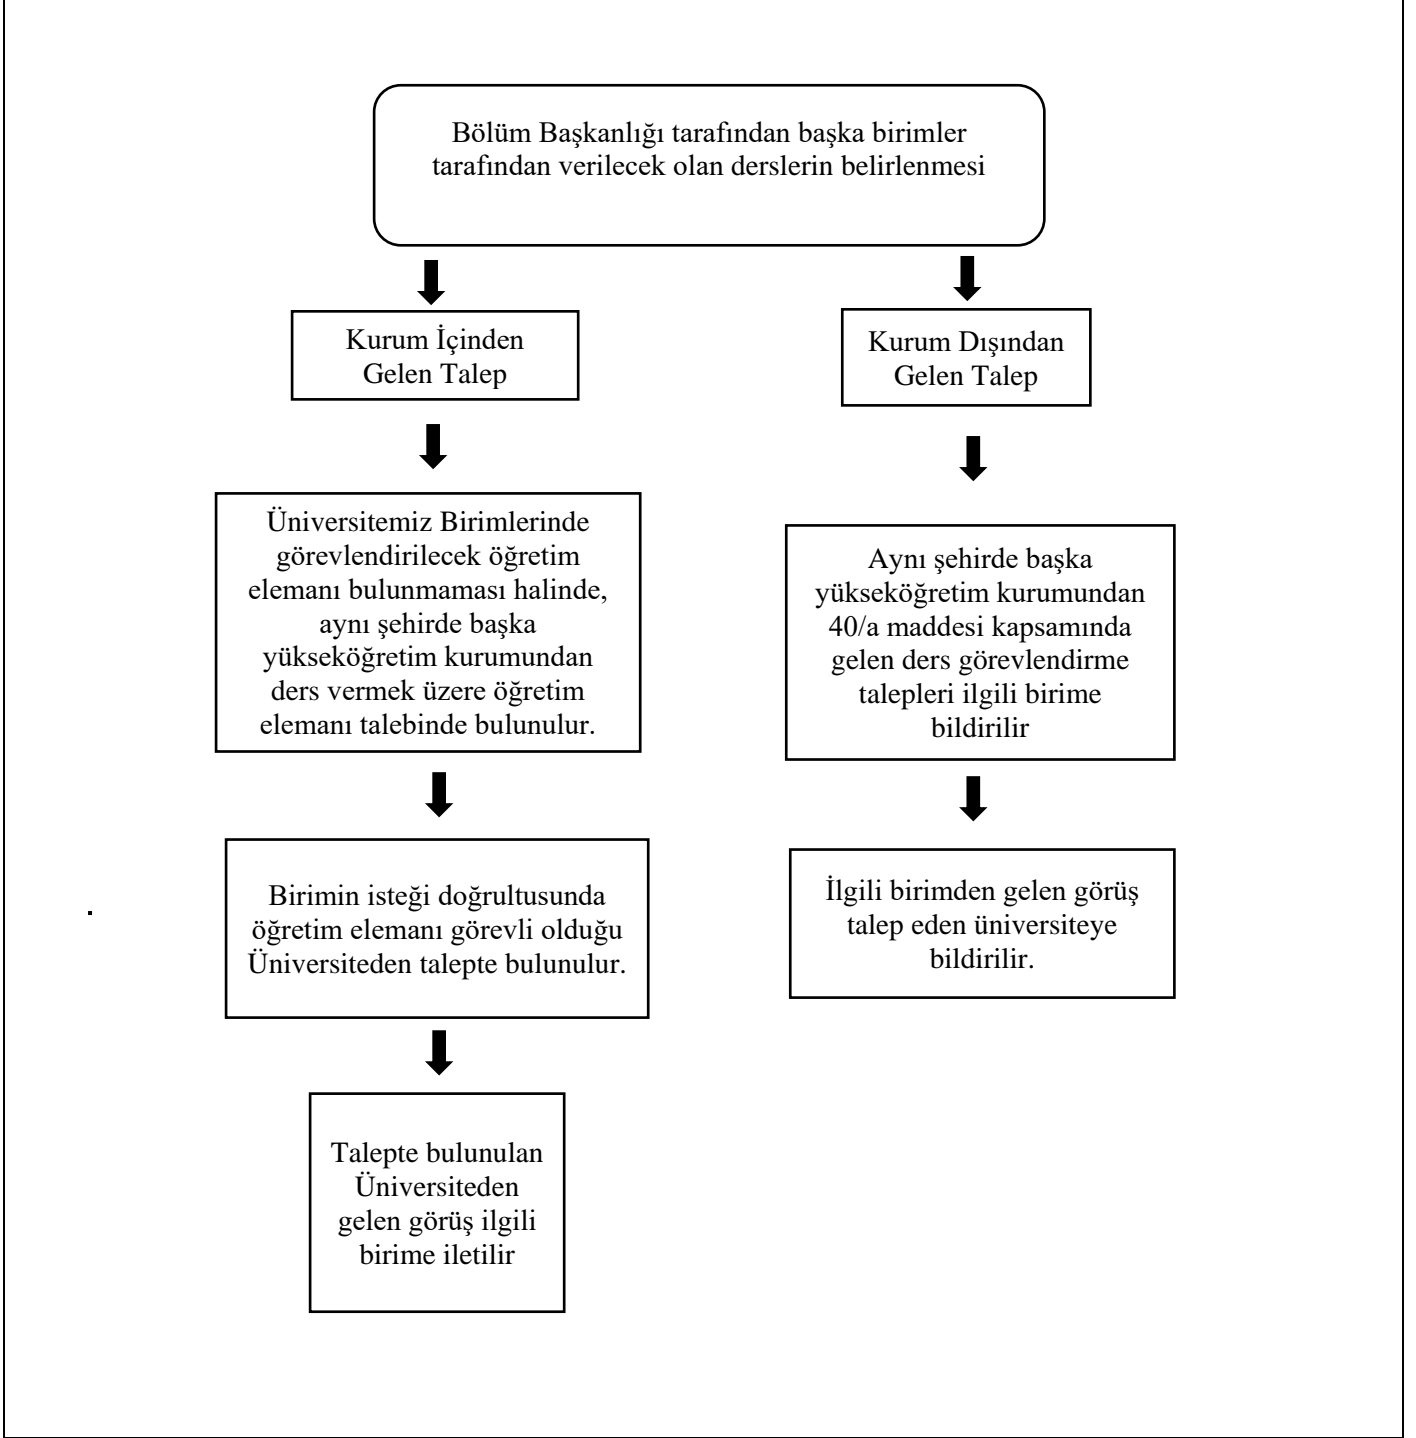 Bölüm Başkanlığı tarafından başka birimler
tarafından verilecek olan derslerin belirlenmesi
Kurum İçinden
Gelen Talep
Üniversitemiz Birimlerinde
görevlendirilecek öğretim
elemanı bulunmaması halinde,
aynı şehirde başka
yükseköğretim kurumundan
ders vermek üzere öğretim
elemanı talebinde bulunulur.
Birimin isteği doğrultusunda
öğretim elemanı görevli olduğu
Üniversiteden talepte bulunulur.
Talepte bulunulan
Üniversiteden
gelen görüş ilgili
birime iletilir
Kurum Dışından
Gelen Talep
Aynı şehirde başka
yükseköğretim kurumundan
40/a maddesi kapsamında
gelen ders görevlendirme
talepleri ilgili birime
bildirilir
İlgili birimden gelen görüş
talep eden üniversiteye
bildirilir.